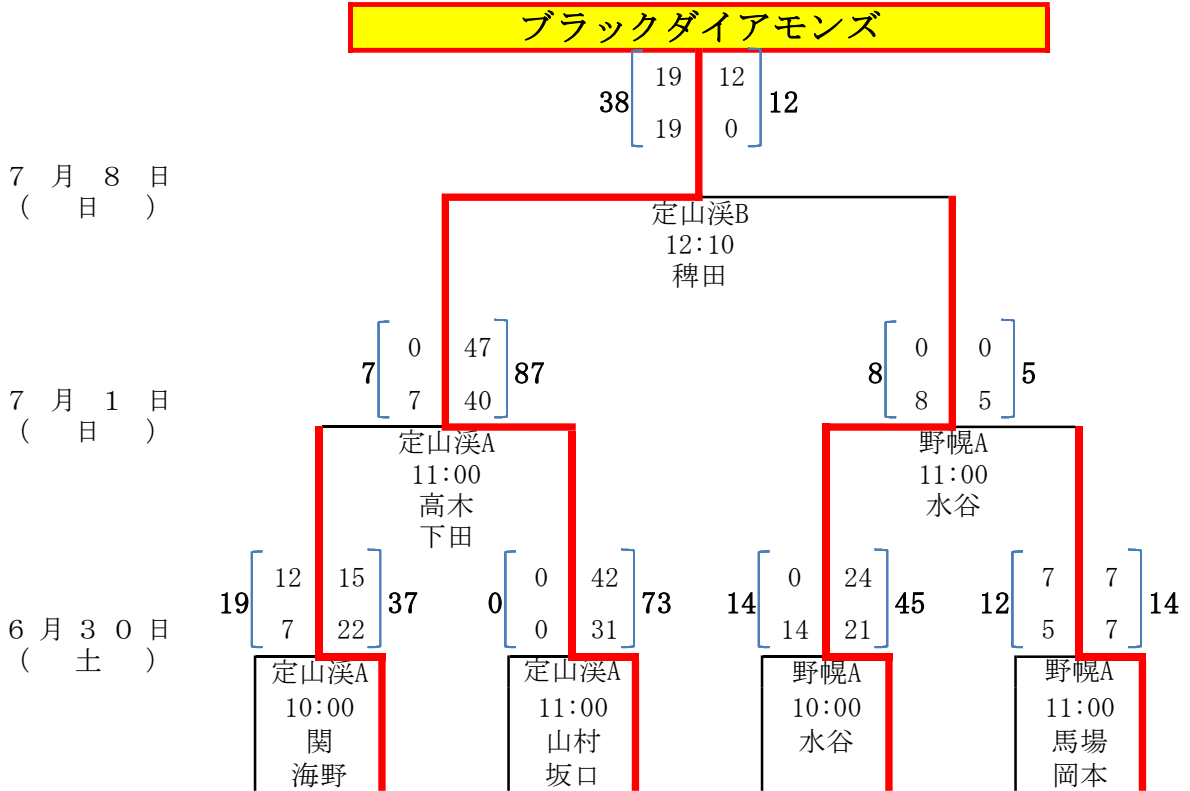 ブラックダイアモンズ
19 12
38 12
19 0
7 月 8 日
( 日 )
定山渓B
12:10
稗田
0 47 0 0
7 87 8 5
7 40 8 5
7 月 1 日
( 日 )
定山渓A 野幌A
11:00 11:00
高木 水谷
下田
12 15 0 42 0 24 7 7
19 37 0 73 14 45 12 14
7 22 0 31 14 21 5 7
6 月 3 0 日
( 土 )
定山渓A 定山渓A 野幌A 野幌A
10:00 11:00 10:00 11:00
関 山村 水谷 馬場
海野 坂口 岡本